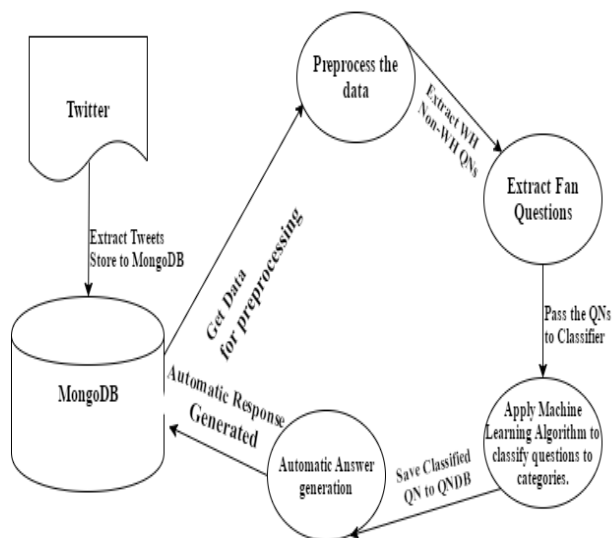 Twitter
Extract Tweets
Store to MongoDB
MongoDB
Get Data
for preprocessing
Preprocess the
data
Extract WH
Non-WH QNs
Extract Fan
Questions
Pass the QNs
to Classifier
Apply Machine
Learning Algorithm to
classify questions to
categories.
Save Classified
QN to QNDB
Automatic Answer
generation
Automatic Response
Generated